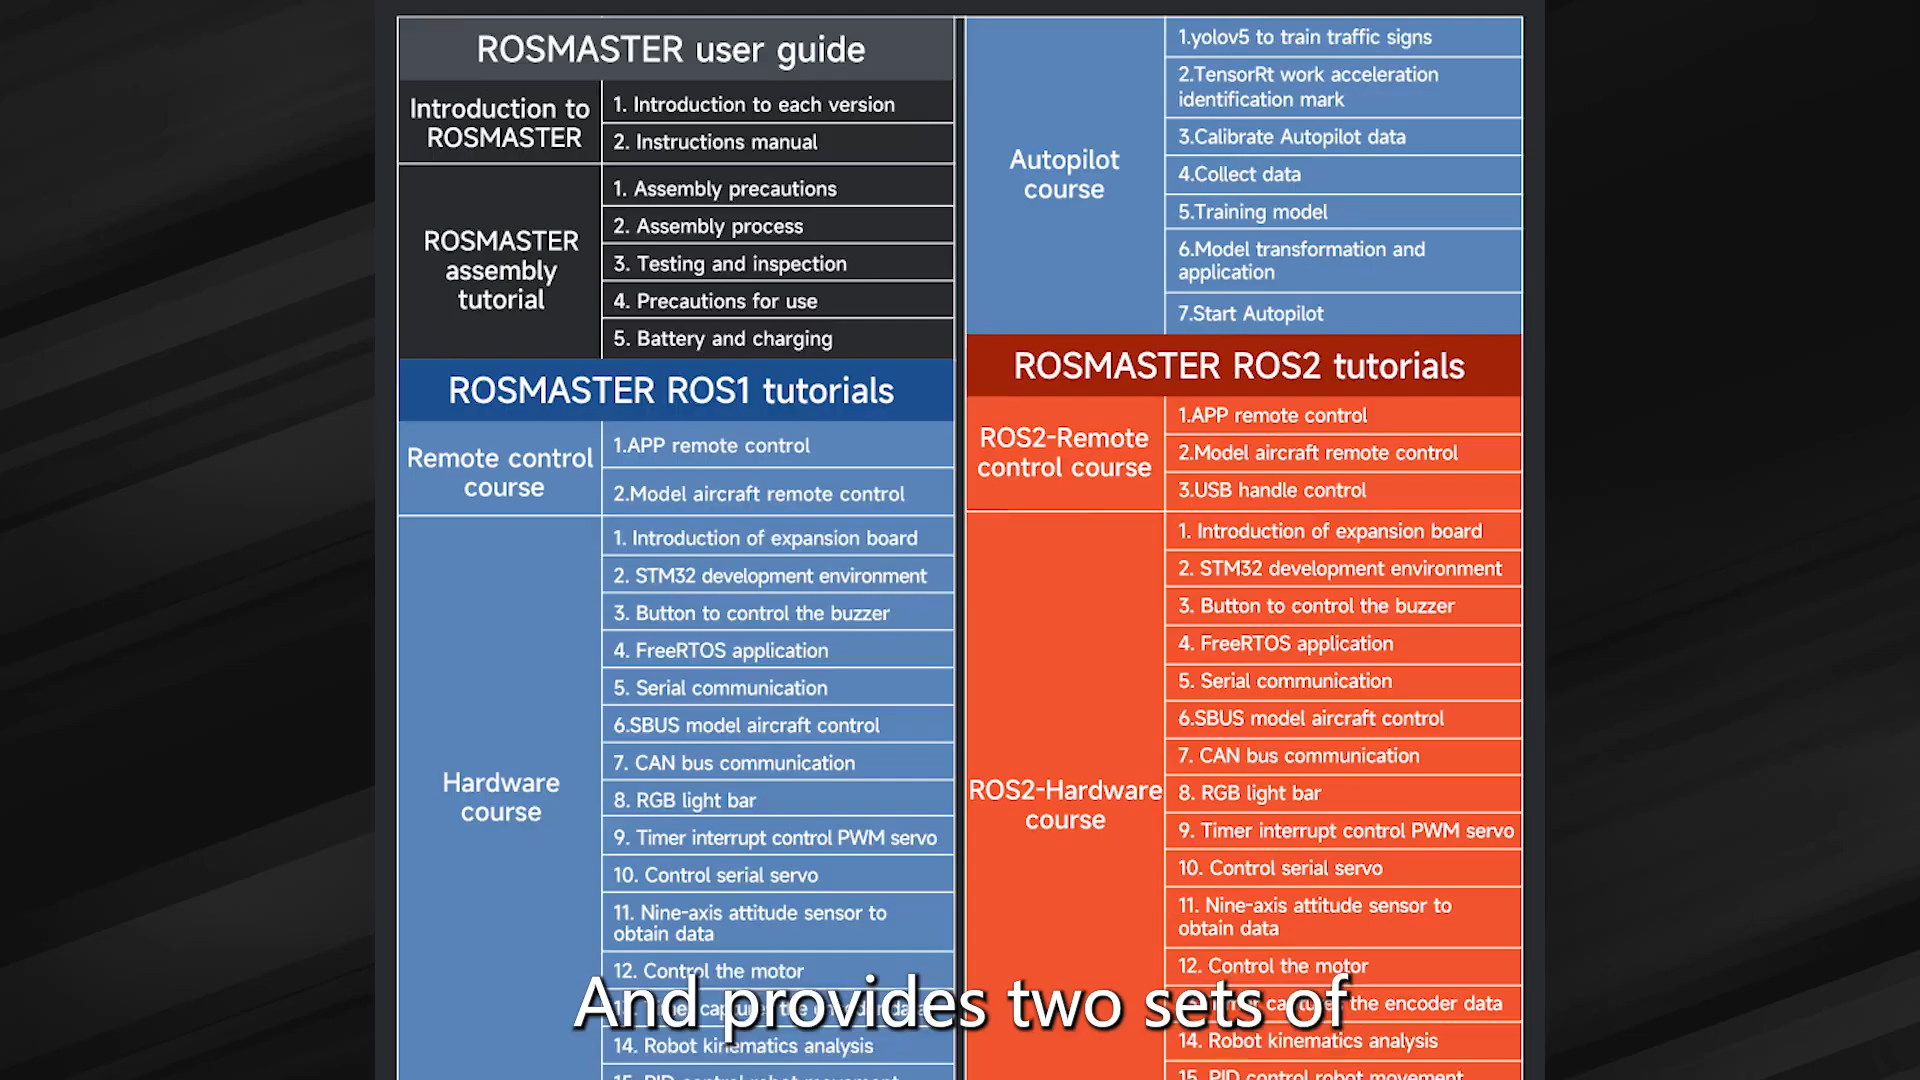 ROSMASTER user guide
Introduction to
ROSMASTER
1. Introduction to each version
2. Instructions manual
ROSMASTER
assembly
tutorial
1. Assembly precautions
2. Assembly process
3. Testing and inspection
4. Precautions for use
5. Battery and charging
ROSMASTER ROS1 tutorials
Remote control
course
1.APP remote control
2.Model aircraft remote control
Hardware
course
1. Introduction of expansion board
2. STM32 development environment
3. Button to control the buzzer
4. FreeRTOS application
5. Serial communication
6.SBUS model aircraft control
7. CAN bus communication
8. RGB light bar
9. Timer interrupt control PWM servo
10. Control serial servo
11. Nine-axis attitude sensor to
obtain data
12. Control the motor
14. Robot kinematics analysis
15. PID control robot movement
Autopilot
course
1.yolov5 to train traffic signs
2.TensorRt work acceleration
identification mark
3.Calibrate Autopilot data
4.Collect data
5.Training model
6.Model transformation and
application
7.Start Autopilot
ROSMASTER ROS2 tutorials
ROS2-Remote
control course
1.APP remote control
2.Model aircraft remote control
3.USB handle control
ROS2-Hardware
course
1. Introduction of expansion board
2. STM32 development environment
3. Button to control the buzzer
4. FreeRTOS application
5. Serial communication
6.SBUS model aircraft control
7. CAN bus communication
8. RGB light bar
9. Timer interrupt control PWM servo
10. Control serial servo
11. Nine-axis attitude sensor to
obtain data
12. Control the motor
the encoder data
14. Robot kinematics analysis
15. PID control robot movement
And provides two sets of